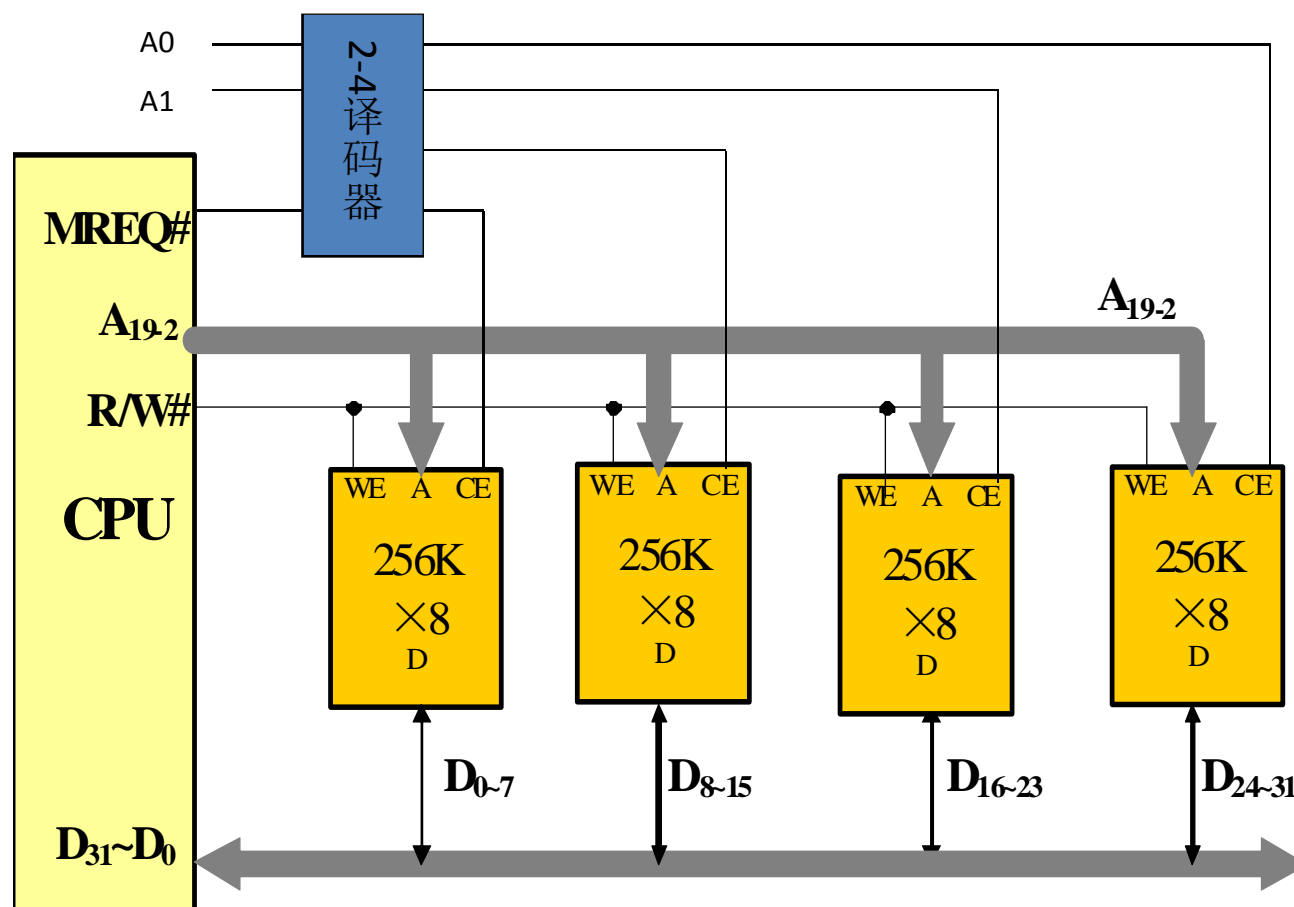 A0
A1
2-4译码器
MREQ#
A19-2
A19-2
R/W#
CPU
WE A CE
256K
×8
D
WE A CE
256K
×8
D
WE A CE
256K
×8
D
WE A CE
256K
×8
D
D0~7
D8~15
D16~23
D24~31
D31~D0